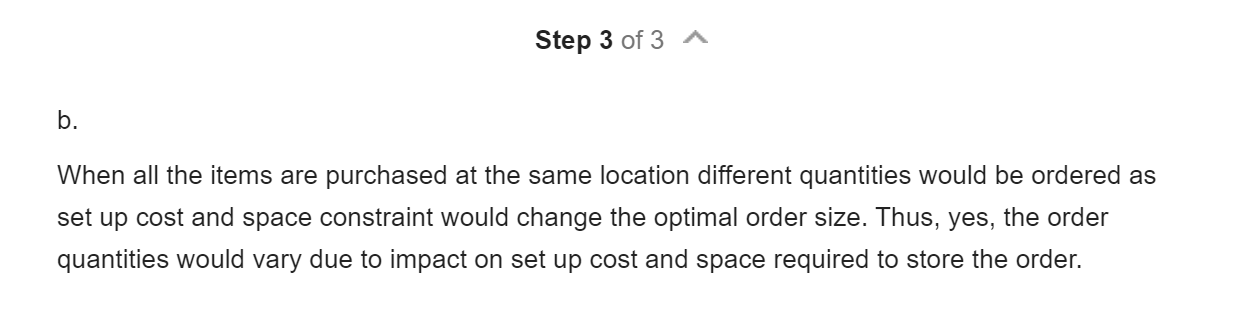 Step 3 of 3
b.
When all the items are purchased at the same location different quantities would be ordered as
set up cost and space constraint would change the optimal order size. Thus, yes, the order
quantities would vary due to impact on set up cost and space required to store the order.